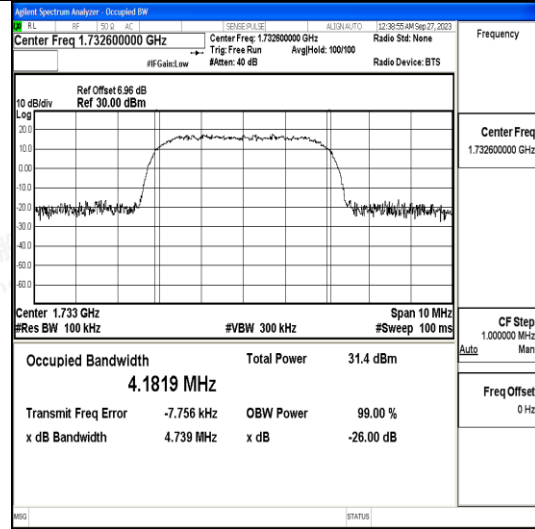 Agilent Spectrum Analyzer - Occupied BW
RL RF 50 Ω AC SENSE:PULSE ALIGN AUTO 12:38:55 AM Sep 27, 2023
Center Freq 1.732600000 GHz
Center Freq: 1.732600000 GHz
Radio Std: None
Trig: Free Run Avg|Hold: 100/100
#IFGain:Low #Atten: 40 dB Radio Device: BTS
Ref Offset 6.96 dB
10 dB/div Ref 30.00 dBm
Log
20.0
10.0
0.00
-10.0
-20.0
-30.0
-40.0
-50.0
-60.0
Center 1.733 GHz Span 10 MHz
#Res BW 100 kHz #VBW 300 kHz #Sweep 100 ms
Occupied Bandwidth Total Power 31.4 dBm
4.1819 MHz
Transmit Freq Error -7.756 kHz OBW Power 99.00 %
x dB Bandwidth 4.739 MHz x dB -26.00 dB
MSG STATUS
Frequency
Center Freq
1.732600000 GHz
CF Step
1.000000 MHz
Auto Man
Freq Offset
0 Hz